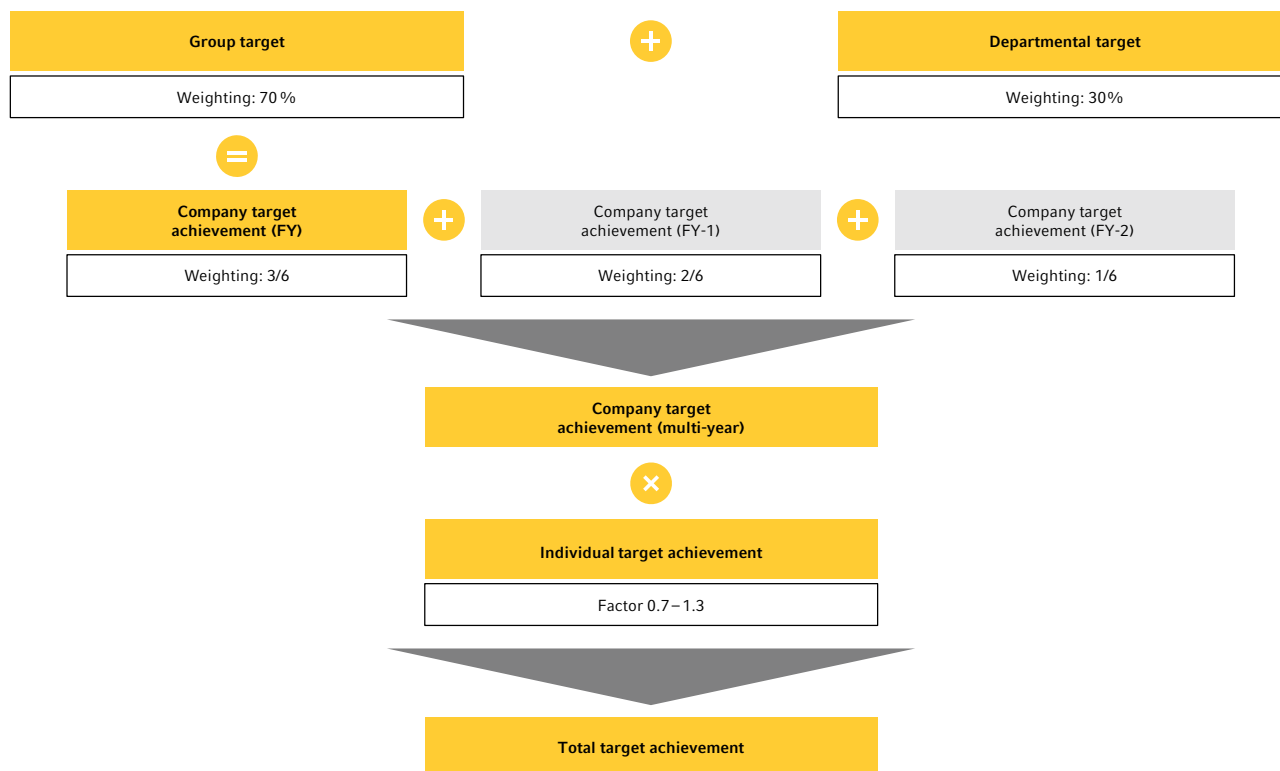 Group target
+
Departmental target
Weighting: 70 %
Weighting: 30%
=
Company target
achievement (FY)
+
Company target
achievement (FY-1)
+
Company target
achievement (FY-2)
Weighting: 3/6
Weighting: 2/6
Weighting: 1/6
Company target
achievement (multi-year)
×
Individual target achievement
Factor 0.7–1.3
Total target achievement